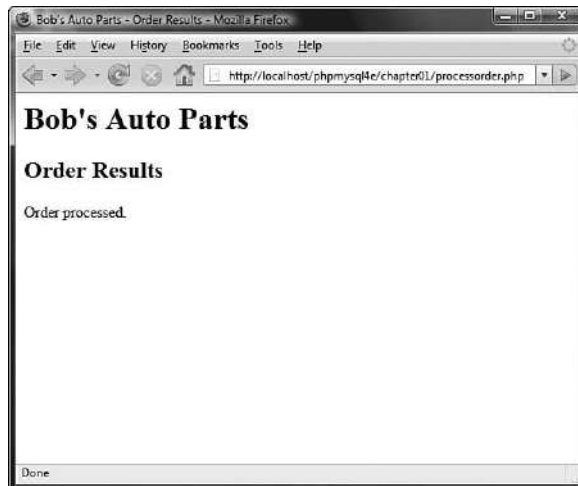 Bob's Auto Parts - Order Results - Mozilla Firefox
File Edit View History Bookmarks Tools Help
http://localhost/phpmysql4e/chapter01/processorder.php
Bob's Auto Parts
Order Results
Order processed.
Done